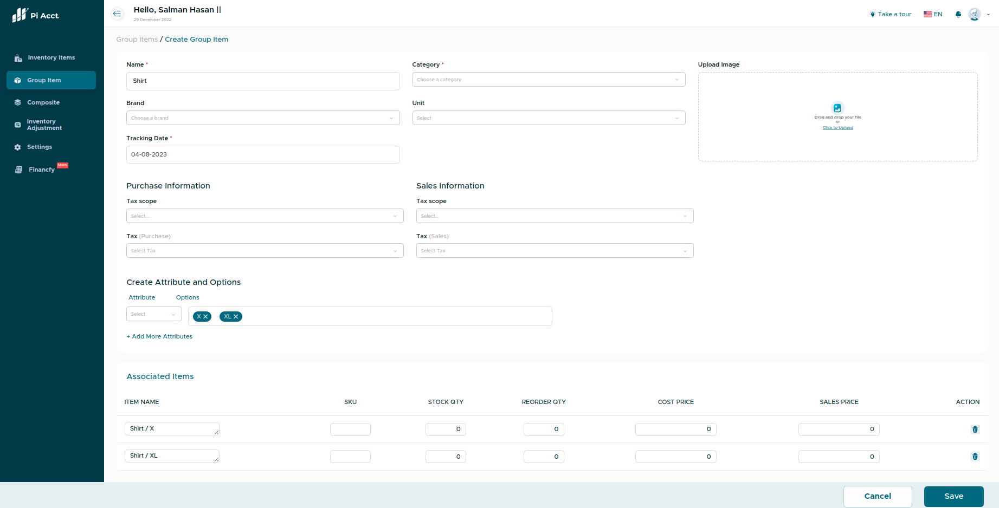 Pi Acct
Hello, Salman Hasan ||
29 December 2022
Take a tour
EN
Inventory Items
Group Item
Composite
Inventory
Adjustment
Settings
Financfy
Main
Group Items / Create Group Item
Name *
Shirt
Category *
Choose a category
Upload Image
Drag and drop your file
or
Click to Upload
Brand
Choose a brand
Unit
Select
Tracking Date *
04-08-2023
Purchase Information
Sales Information
Tax scope
Select...
Tax scope
Select...
Tax (Purchase)
Select Tax
Tax (Sales)
Select Tax
Create Attribute and Options
Attribute Options
Select
X XL
+ Add More Attributes
Associated Items
ITEM NAME SKU STOCK QTY REORDER QTY COST PRICE SALES PRICE ACTION
Shirt / X 0 0 0 0
Shirt / XL 0 0 0 0
Cancel Save